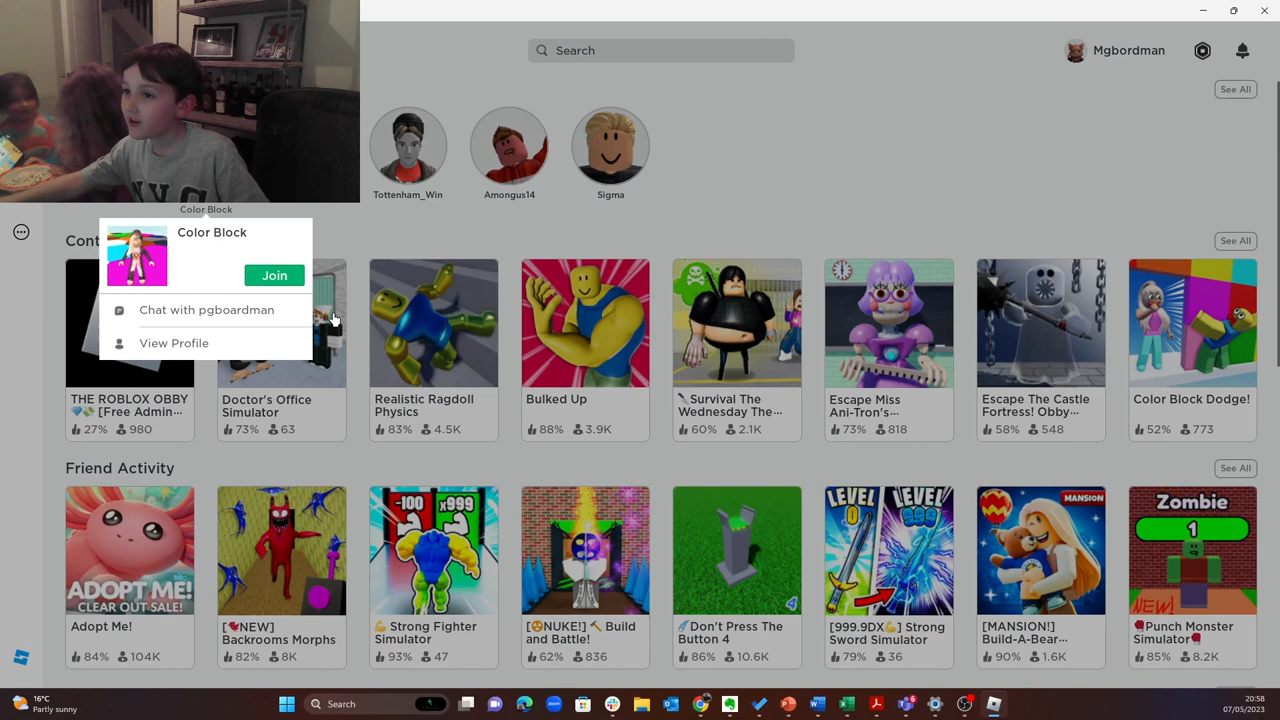 Search
Mgbordman
See All
Tottenham_Win
Amongus14
Sigma
Color Block
Color Block
Join
Chat with pgboardman
View Profile
See All
THE ROBLOX OBBY
💎💸 [Free Admin...
27% 980
Doctor's Office
Simulator
73% 63
Realistic Ragdoll
Physics
83% 4.5K
Bulked Up
88% 3.9K
🔪Survival The
Wednesday The...
60% 2.1K
Escape Miss
Ani-Tron's...
73% 818
Escape The Castle
Fortress! Obby...
58% 548
Color Block Dodge!
52% 773
Friend Activity
See All
ADOPT ME!
CLEAR OUT SALE!
Adopt Me!
84% 104K
[NEW]
Backrooms Morphs
82% 8K
-100 x999
💪 Strong Fighter
Simulator
93% 47
[☢NUKE!] 🔨 Build
and Battle!
62% 836
4
Don't Press The
Button 4
86% 10.6K
LEVEL 0
LEVEL 999
[999.9DX💪] Strong
Sword Simulator
79% 36
MANSION
[MANSION!]
Build-A-Bear...
90% 1.6K
Zombie
1
NEW!
🥊Punch Monster
Simulator🥊
85% 8.2K
16°C
Partly sunny
Search
20:58
07/05/2023